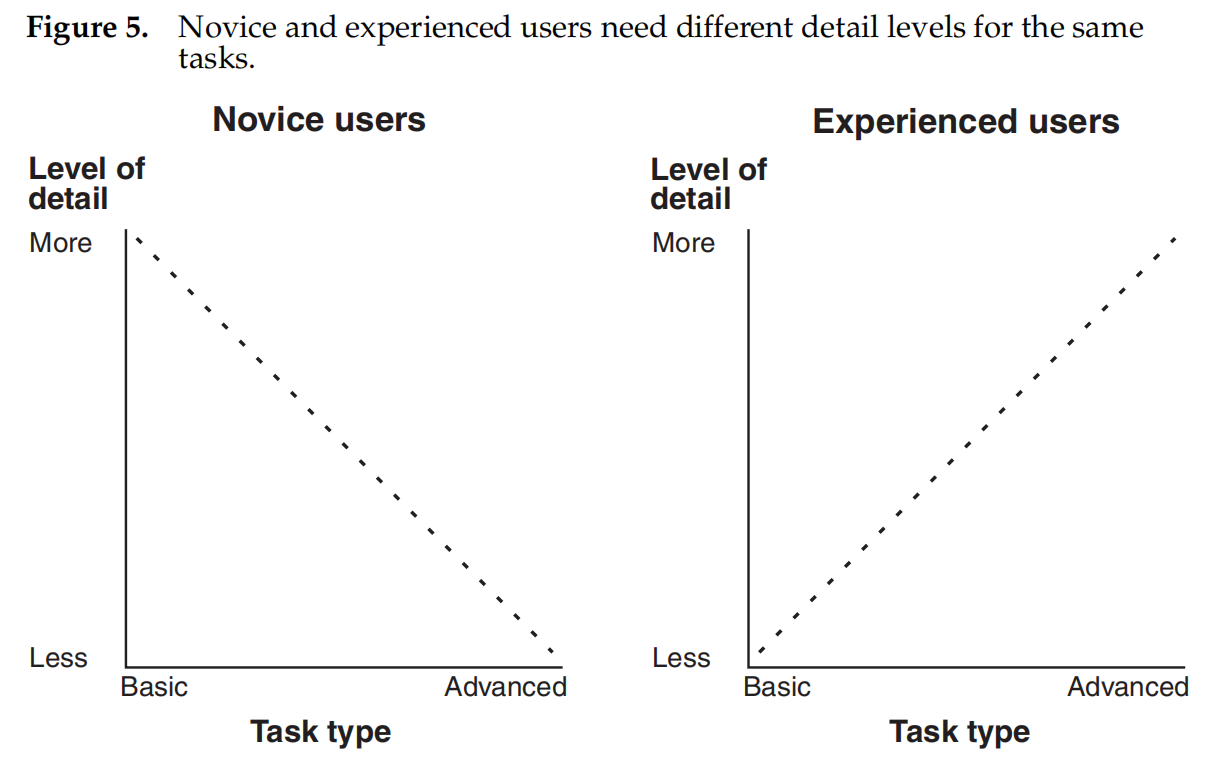 Figure 5. Novice and experienced users need different detail levels for the same
tasks.
Novice users
Level of
detail
More
Less
Basic Advanced
Task type
Experienced users
Level of
detail
More
Less
Basic Advanced
Task type